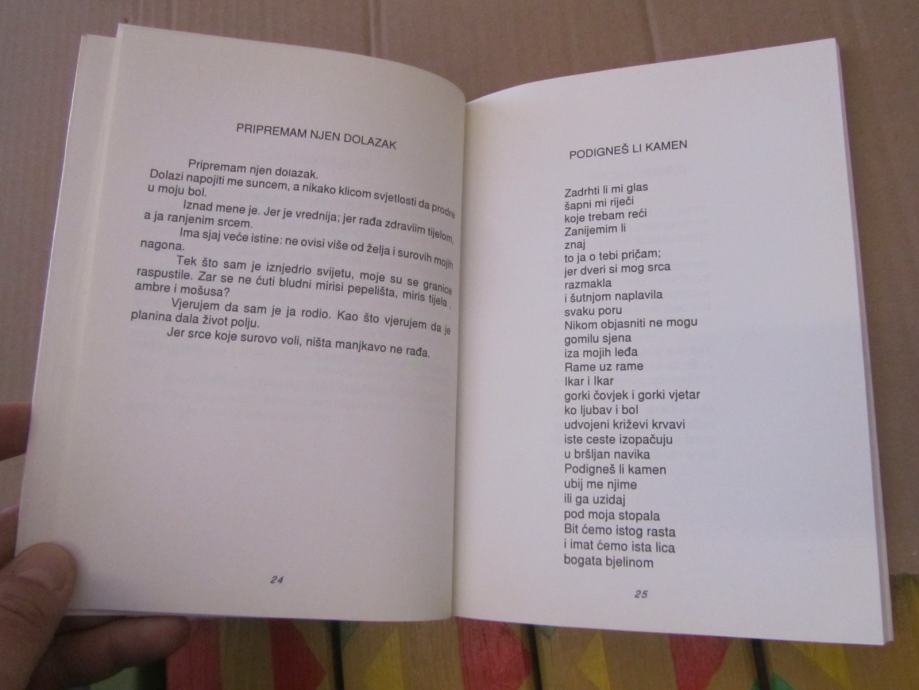 PRIPREMAM NJEN DOLAZAK
Pripremam njen dolazak.
Dolazi napojiti me suncem, a nikako klicom svjetlosti da prodre
u moju bol.
Iznad mene je. Jer je vrednija; jer rađa zdraviim tijelom,
a ja ranjenim srcem.
Ima sjaj veće istine: ne ovisi više od želja i surovih mojih
nagona.
Tek što sam je iznjedrio svijetu, moje su se granice
raspustile. Zar se ne ćuti bludni mirisi pepelišta, miris tijela ,
ambre i mošusa?
Vjerujem da sam je ja rodio. Kao što vjerujem da je
planina dala život polju.
Jer srce koje surovo voli, ništa manjkavo ne rađa.
24
PODIGNEŠ LI KAMEN
Zadrhti li mi glas
šapni mi riječi
koje trebam reći
Zanijemim li
znaj
to ja o tebi pričam;
jer dveri si mog srca
razmakla
i šutnjom naplavila
svaku poru
Nikom objasniti ne mogu
gomilu sjena
iza mojih leđa
Rame uz rame
Ikar i Ikar
gorki čovjek i gorki vjetar
ko ljubav i bol
udvojeni križevi krvavi
iste ceste izopačuju
u bršljan navika
Podigneš li kamen
ubij me njime
ili ga uzidaj
pod moja stopala
Bit ćemo istog rasta
i imat ćemo ista lica
bogata bjelinom
25